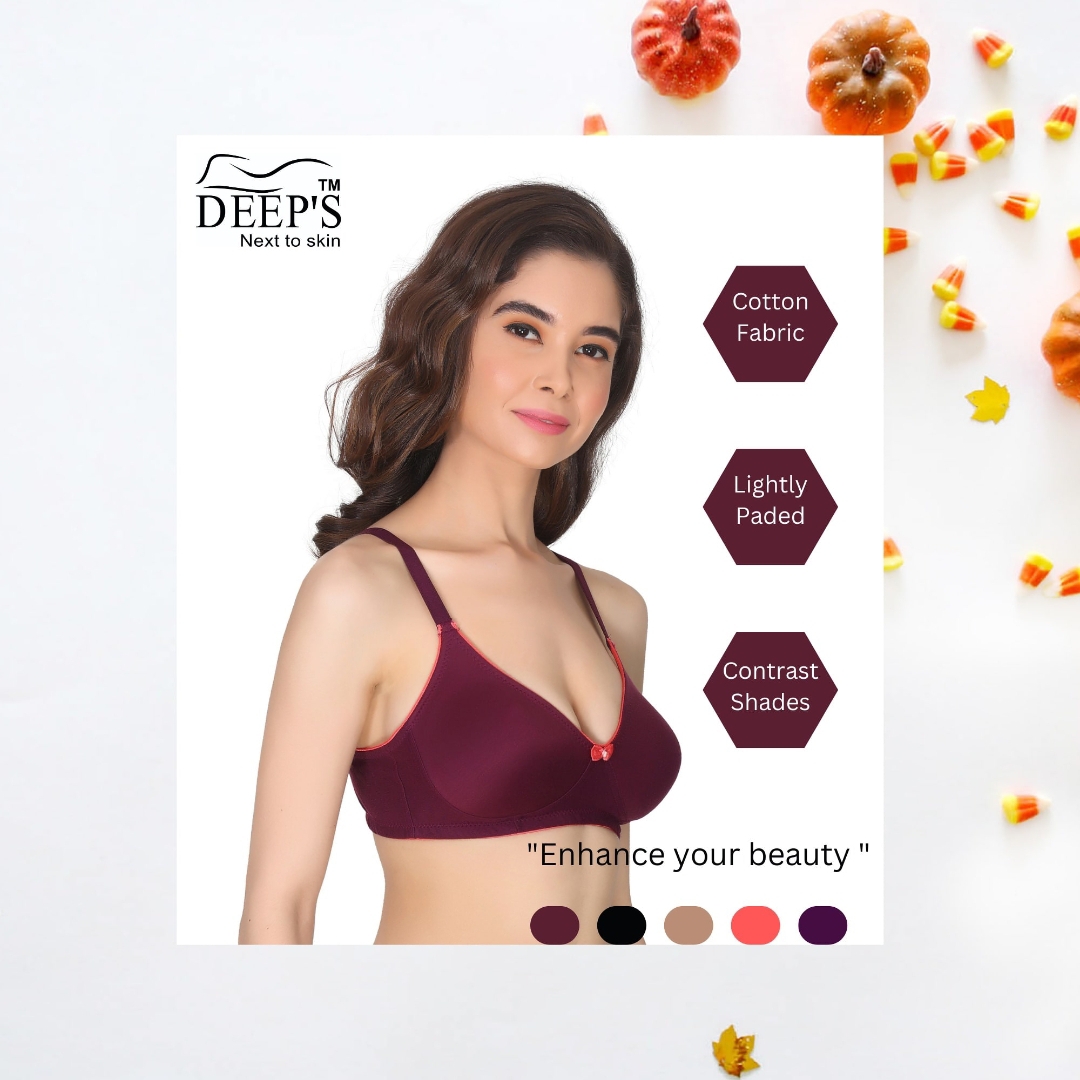 TM
DEEP'S
Next to skin
Cotton
Fabric
Lightly
Paded
Contrast
Shades
"Enhance your beauty "